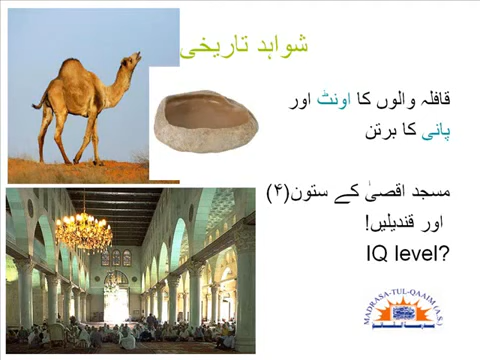 شواہد تاریخی
قافلہ والوں کا اونٹ اور
پانی کا برتن
مسجد اقصیٰ کے ستون(۴)
اور قندیلیں!
IQ level?
MADRASA-TUL-QAAIM (A.S.)